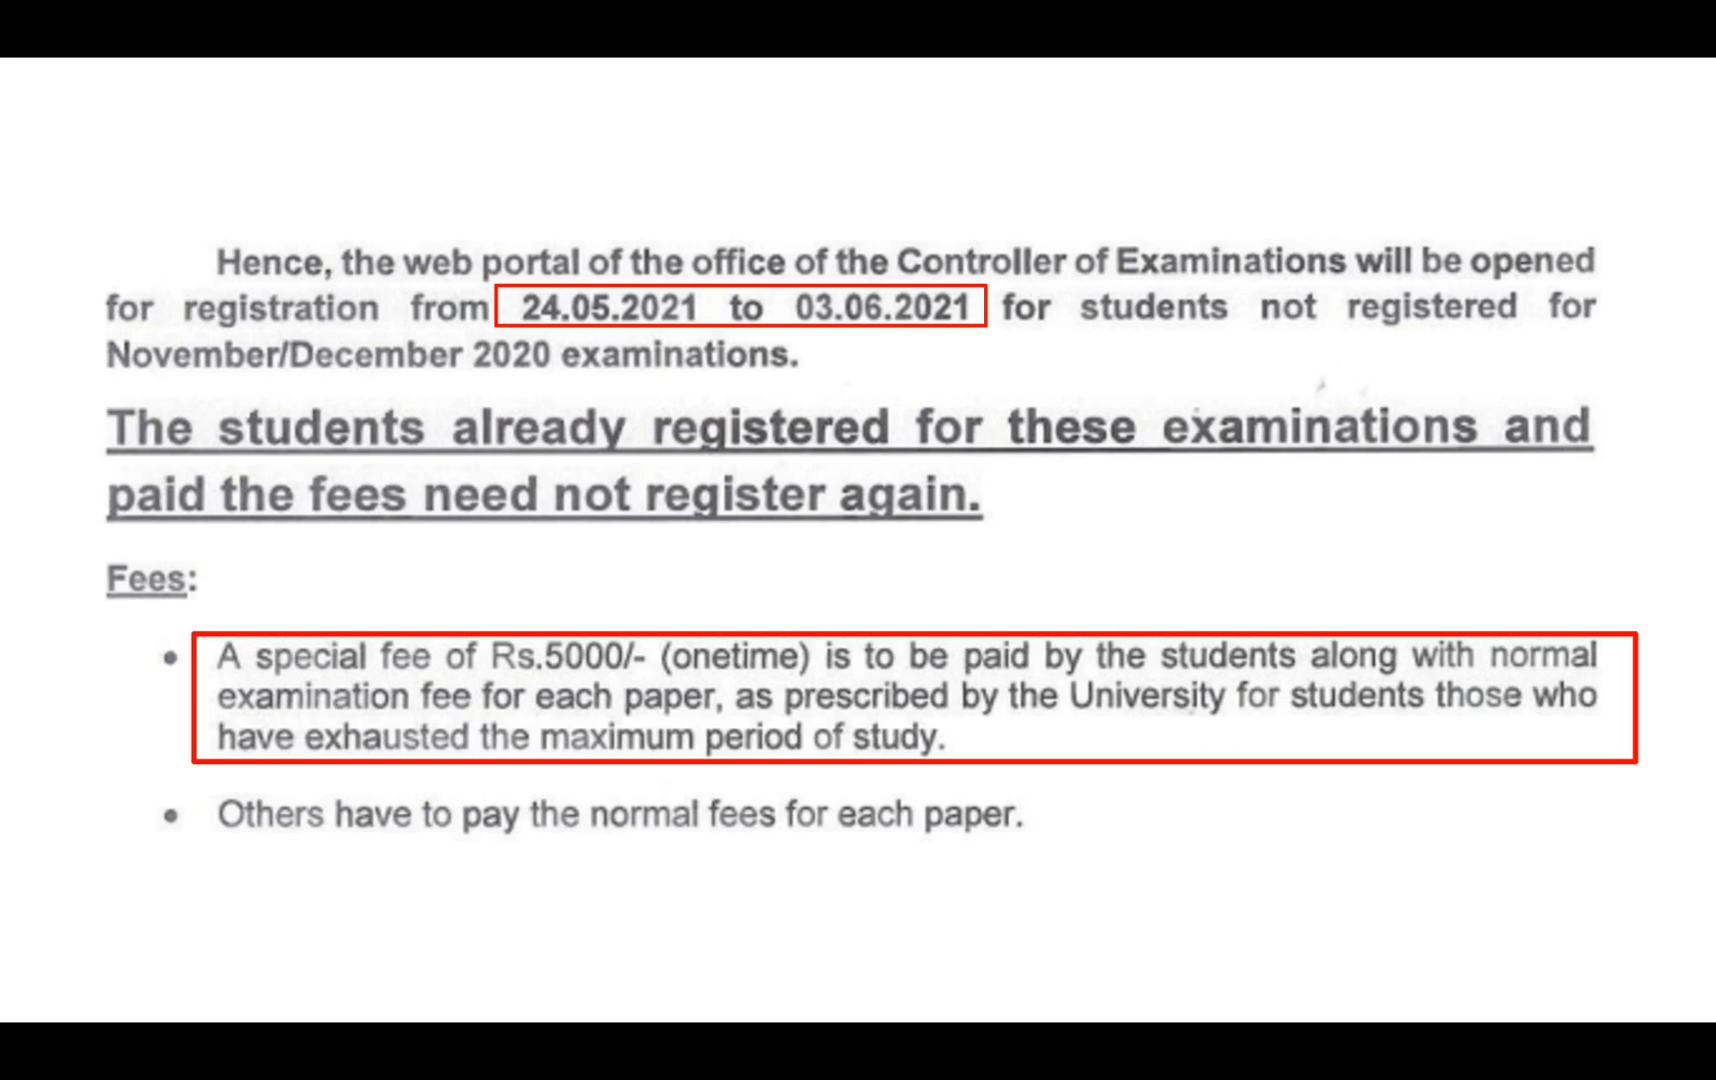 Hence, the web portal of the office of the Controller of Examinations will be opened
for registration from 24.05.2021 to 03.06.2021 for students not registered for
November/December 2020 examinations.
The students already registered for these examinations and
paid the fees need not register again.
Fees:
• A special fee of Rs.5000/- (onetime) is to be paid by the students along with normal
examination fee for each paper, as prescribed by the University for students those who
have exhausted the maximum period of study.
• Others have to pay the normal fees for each paper.